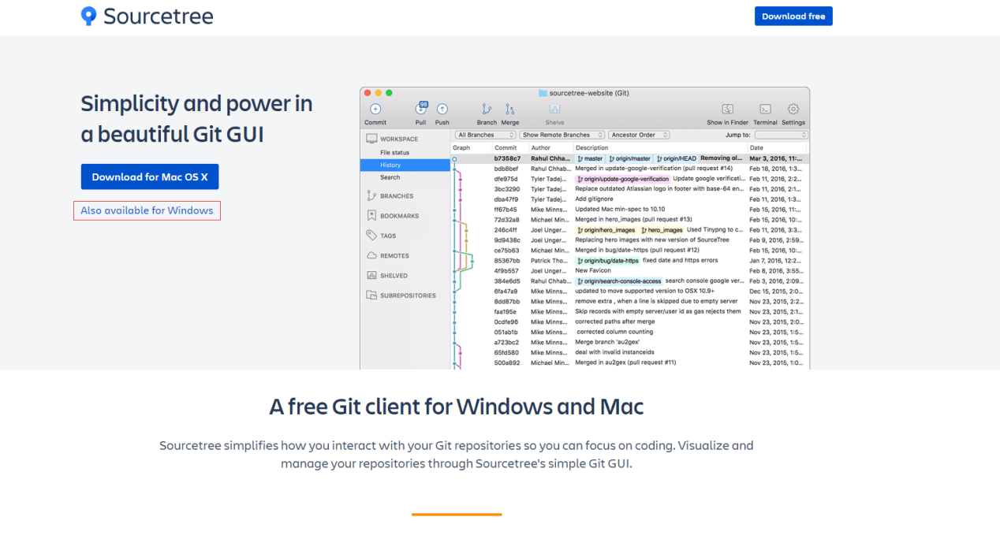 Sourcetree
Download free
Simplicity and power in
a beautiful Git GUI
Download for Mac OS X
Also available for Windows
sourcetree-website (Git)
98
Commit Pull Push Branch Merge Shelve Show in Finder Terminal Settings
All Branches Show Remote Branches Ancestor Order Jump to:
WORKSPACE
File status
History
Search
BRANCHES
BOOKMARKS
TAGS
REMOTES
SHELVED
SUBREPOSITORIES
Graph Commit Author Description Date
b7358c7 Rahul Chha... master origin/master origin/HEAD Removing ol... Mar 3, 2016, 11:...
bdb8bef Rahul Chhab... Merged in update-google-verification (pull request #14) Feb 18, 2016, 1:3...
dfe975d Tyler Tadej... origin/update-google-verification Update google verificati... Feb 11, 2016, 2:2...
3bc3290 Tyler Tadej... Replace outdated Atlassian logo in footer with base-64 en... Feb 11, 2016, 2:1...
dba47f9 Tyler Tadej... Add gitignore Feb 11, 2016, 1:3...
ff67b45 Mike Minns... Updated Mac min-spec to 10.10 Feb 15, 2016, 11:...
72d32a8 Michael Min... Merged in hero_images (pull request #13) Feb 15, 2016, 10:...
246c4ff Joel Unger... origin/hero_images hero_images Used Tinypng to c... Feb 11, 2016, 3:3...
9d9438c Joel Unger... Replacing hero images with new version of SourceTree Feb 9, 2016, 2:59...
ce75b63 Michael Min... Merged in bug/date-https (pull request #12) Feb 15, 2016, 10:...
85367bb Patrick Tho... origin/bug/date-https fixed date and https errors Jan 7, 2016, 12:2...
4f9b557 Joel Unger... New Favicon Feb 8, 2016, 3:55...
384e6d5 Rahul Chhab... origin/search-console-access search console google ver... Feb 3, 2016, 2:09...
6fa47a9 Mike Minns... updated to move supported version to OSX 10.9+ Dec 15, 2015, 2:0...
8dd87bb Mike Minns... remove extra , when a line is skipped due to empty server Nov 23, 2015, 2:2...
faa195e Mike Minns... Skip records with empty server/user id as gas rejects them Nov 23, 2015, 2:1...
0cdfe96 Mike Minns... corrected paths after merge Nov 23, 2015, 2:0...
051ab1b Mike Minns... corrected column counting Nov 23, 2015, 1:5...
a723bc2 Mike Minns... Merge branch 'au2gex' Nov 23, 2015, 1:5...
65fd580 Mike Minns... deal with invalid instanceids Nov 23, 2015, 1:5...
500a892 Michael Min... Merged in au2gex (pull request #11) Nov 23, 2015, 1:0...
A free Git client for Windows and Mac
Sourcetree simplifies how you interact with your Git repositories so you can focus on coding. Visualize and
manage your repositories through Sourcetree's simple Git GUI.